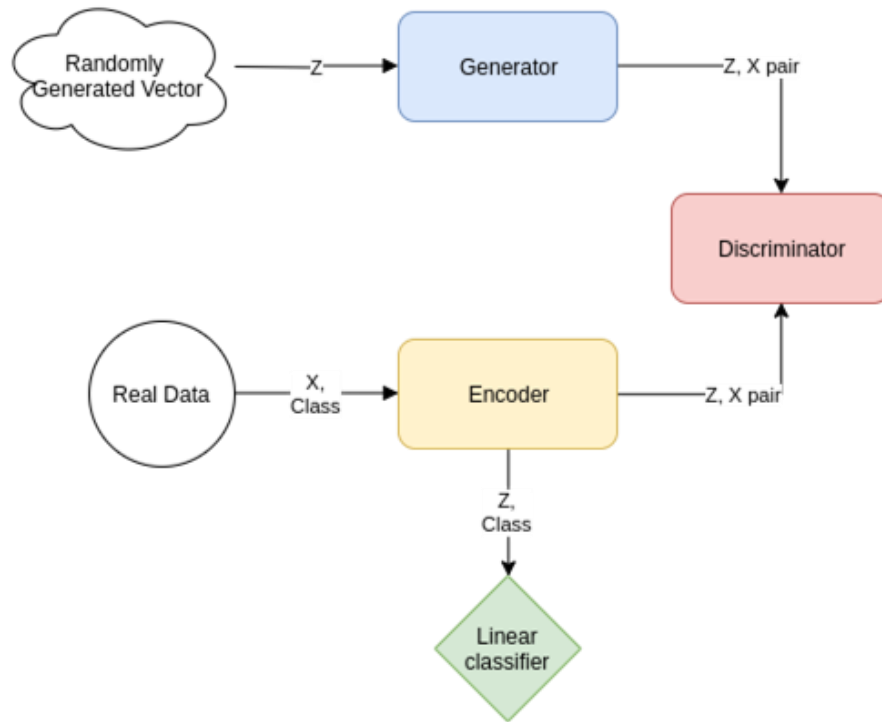 Randomly
Generated Vector
Z
Generator
Z, X pair
Discriminator
Real Data
X,
Class
Encoder
Z, X pair
Z,
Class
Linear
classifier